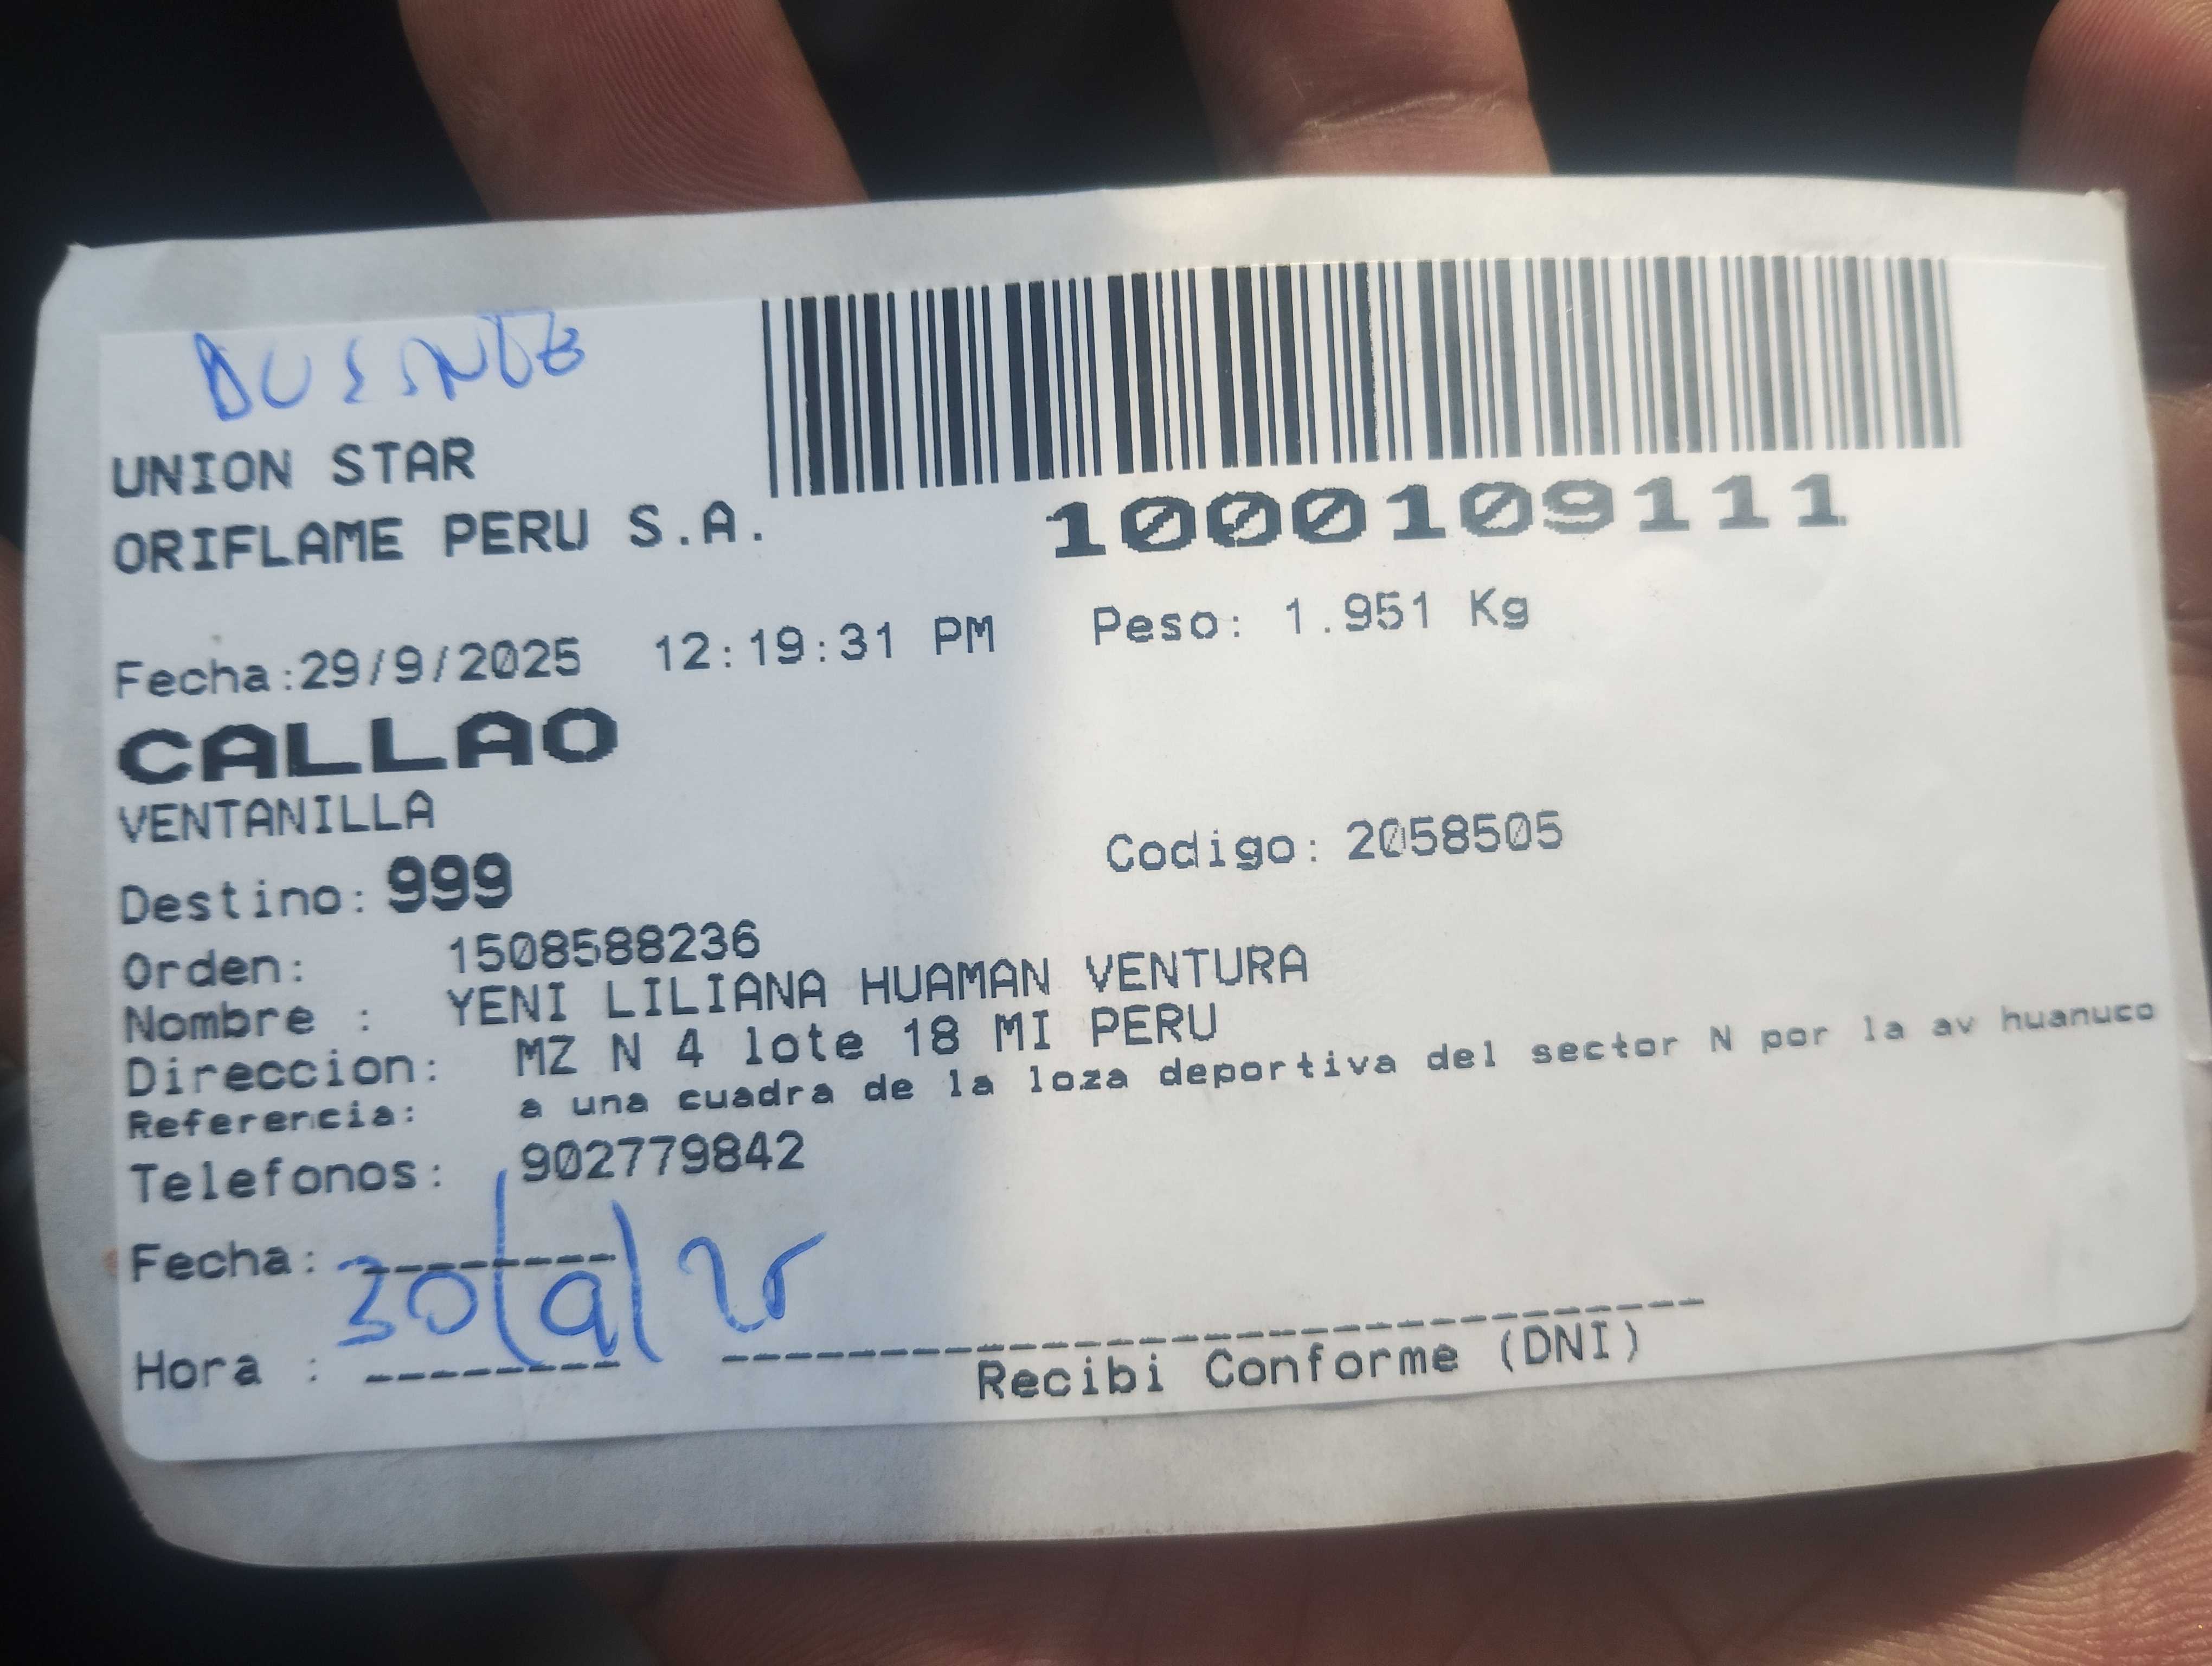 UNION STAR
ORIFLAME PERU S.A.
1000109111
Fecha:29/9/2025 12:19:31 PM Peso: 1.951 Kg
CALLAO
VENTANILLA
Codigo: 2058505
Destino: 999
Orden: 1508588236
Nombre : YENI LILIANA HUAMAN VENTURA
Direccion: MZ N 4 lote 18 MI PERU
Referencia: a una cuadra de la loza deportiva del sector N por la av huanuco
Telefonos: 902779842
Fecha: 30/9/25
Hora :
Recibi Conforme (DNI)